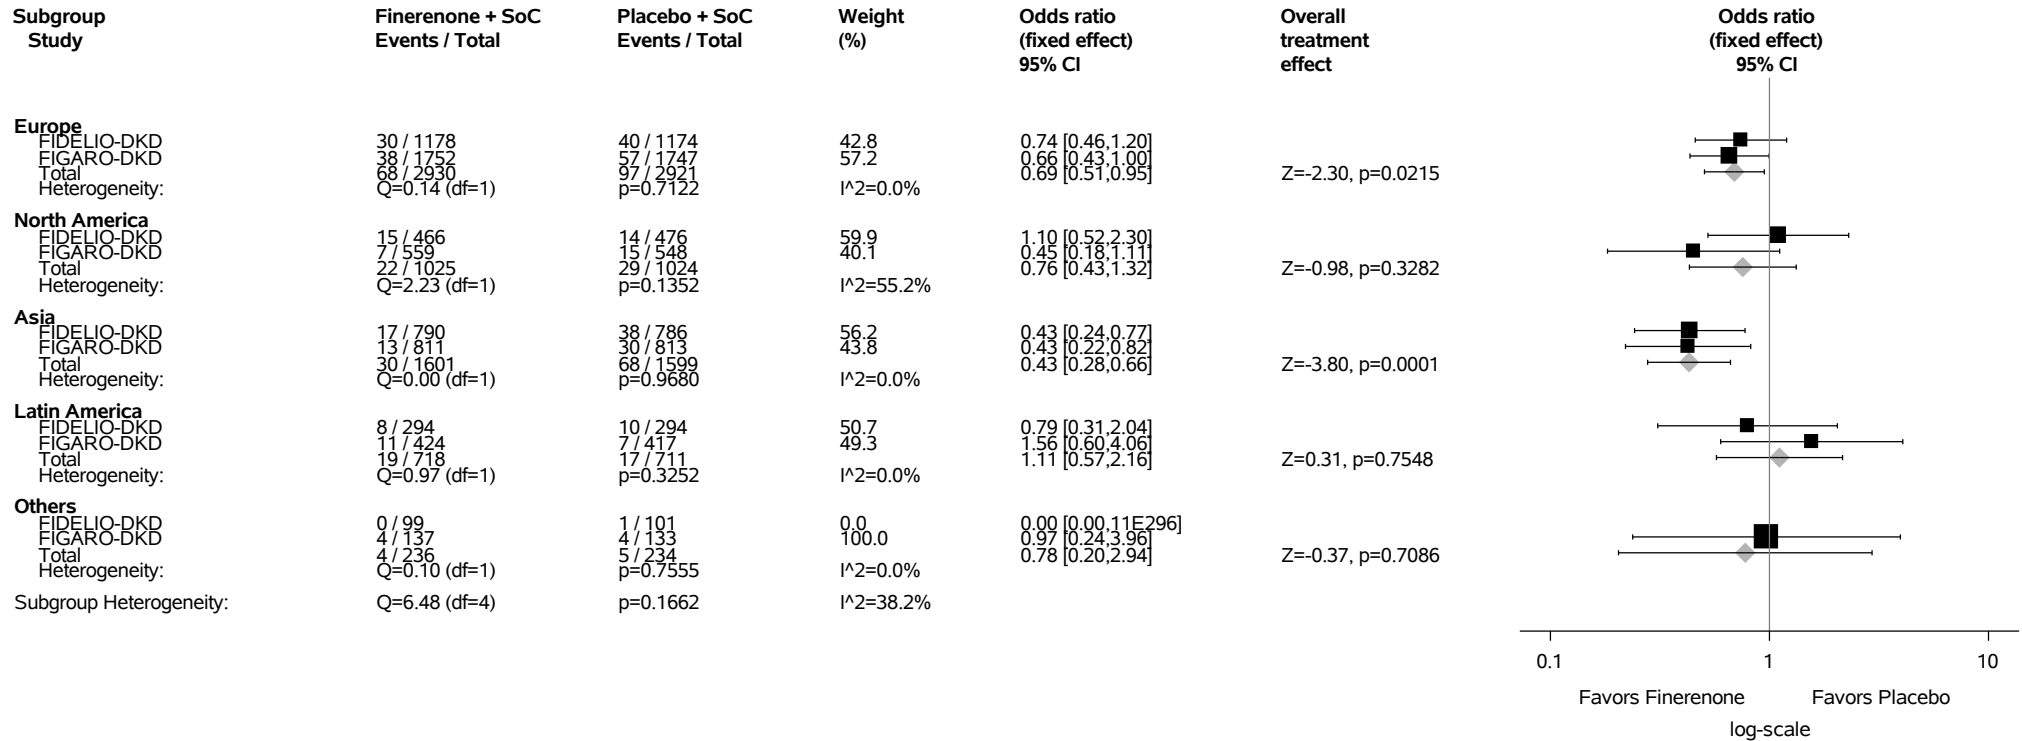 Subgroup Finerenone + SoC Placebo + SoC Weight Odds ratio Overall Odds ratio
Study Events / Total Events / Total (%) (fixed effect) treatment (fixed effect)
95% CI effect 95% CI
Europe
FIDELIO-DKD 30 / 1178 40 / 1174 42.8 0.74 [0.46,1.20]
FIGARO-DKD 38 / 1752 57 / 1747 57.2 0.66 [0.43,1.00]
Total 68 / 2930 97 / 2921 0.69 [0.51,0.95] Z=-2.30, p=0.0215
Heterogeneity: Q=0.14 (df=1) p=0.7122 I^2=0.0%
North America
FIDELIO-DKD 15 / 466 14 / 476 59.9 1.10 [0.52,2.30]
FIGARO-DKD 7 / 559 15 / 548 40.1 0.45 [0.18,1.11]
Total 22 / 1025 29 / 1024 0.76 [0.43,1.32] Z=-0.98, p=0.3282
Heterogeneity: Q=2.23 (df=1) p=0.1352 I^2=55.2%
Asia
FIDELIO-DKD 17 / 790 38 / 786 56.2 0.43 [0.24,0.77]
FIGARO-DKD 13 / 811 30 / 813 43.8 0.43 [0.22,0.82]
Total 30 / 1601 68 / 1599 0.43 [0.28,0.66] Z=-3.80, p=0.0001
Heterogeneity: Q=0.00 (df=1) p=0.9680 I^2=0.0%
Latin America
FIDELIO-DKD 8 / 294 10 / 294 50.7 0.79 [0.31,2.04]
FIGARO-DKD 11 / 424 7 / 417 49.3 1.56 [0.60,4.06]
Total 19 / 718 17 / 711 1.11 [0.57,2.16] Z=0.31, p=0.7548
Heterogeneity: Q=0.97 (df=1) p=0.3252 I^2=0.0%
Others
FIDELIO-DKD 0 / 99 1 / 101 0.0 0.00 [0.00,11E296]
FIGARO-DKD 4 / 137 4 / 133 100.0 0.97 [0.24,3.96]
Total 4 / 236 5 / 234 0.78 [0.20,2.94] Z=-0.37, p=0.7086
Heterogeneity: Q=0.10 (df=1) p=0.7555 I^2=0.0%
Subgroup Heterogeneity: Q=6.48 (df=4) p=0.1662 I^2=38.2%
0.1 1 10
Favors Finerenone Favors Placebo
log-scale